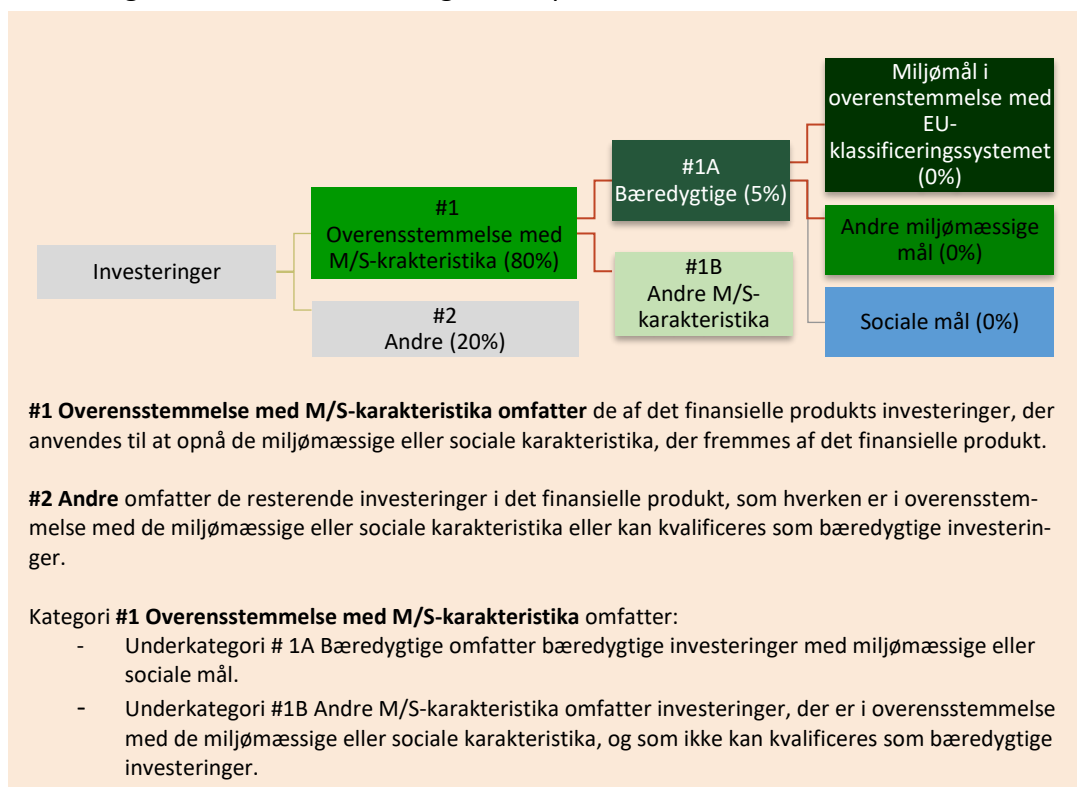 Investeringer
#1
Overensstemmelse med
M/S-krakteristika (80%)
#2
Andre (20%)
#1A
Bæredygtige (5%)
#1B
Andre M/S-
karakteristika
Miljømål i
overenstemmelse med
EU-
klassificeringssystemet
(0%)
Andre miljømæssige
mål (0%)
Sociale mål (0%)
#1 Overensstemmelse med M/S-karakteristika omfatter de af det finansielle produkts investeringer, der
anvendes til at opnå de miljømæssige eller sociale karakteristika, der fremmes af det finansielle produkt.
#2 Andre omfatter de resterende investeringer i det finansielle produkt, som hverken er i overensstem-
melse med de miljømæssige eller sociale karakteristika eller kan kvalificeres som bæredygtige investerin-
ger.
Kategori #1 Overensstemmelse med M/S-karakteristika omfatter:
- Underkategori # 1A Bæredygtige omfatter bæredygtige investeringer med miljømæssige eller
sociale mål.
- Underkategori #1B Andre M/S-karakteristika omfatter investeringer, der er i overensstemmelse
med de miljømæssige eller sociale karakteristika, og som ikke kan kvalificeres som bæredygtige
investeringer.